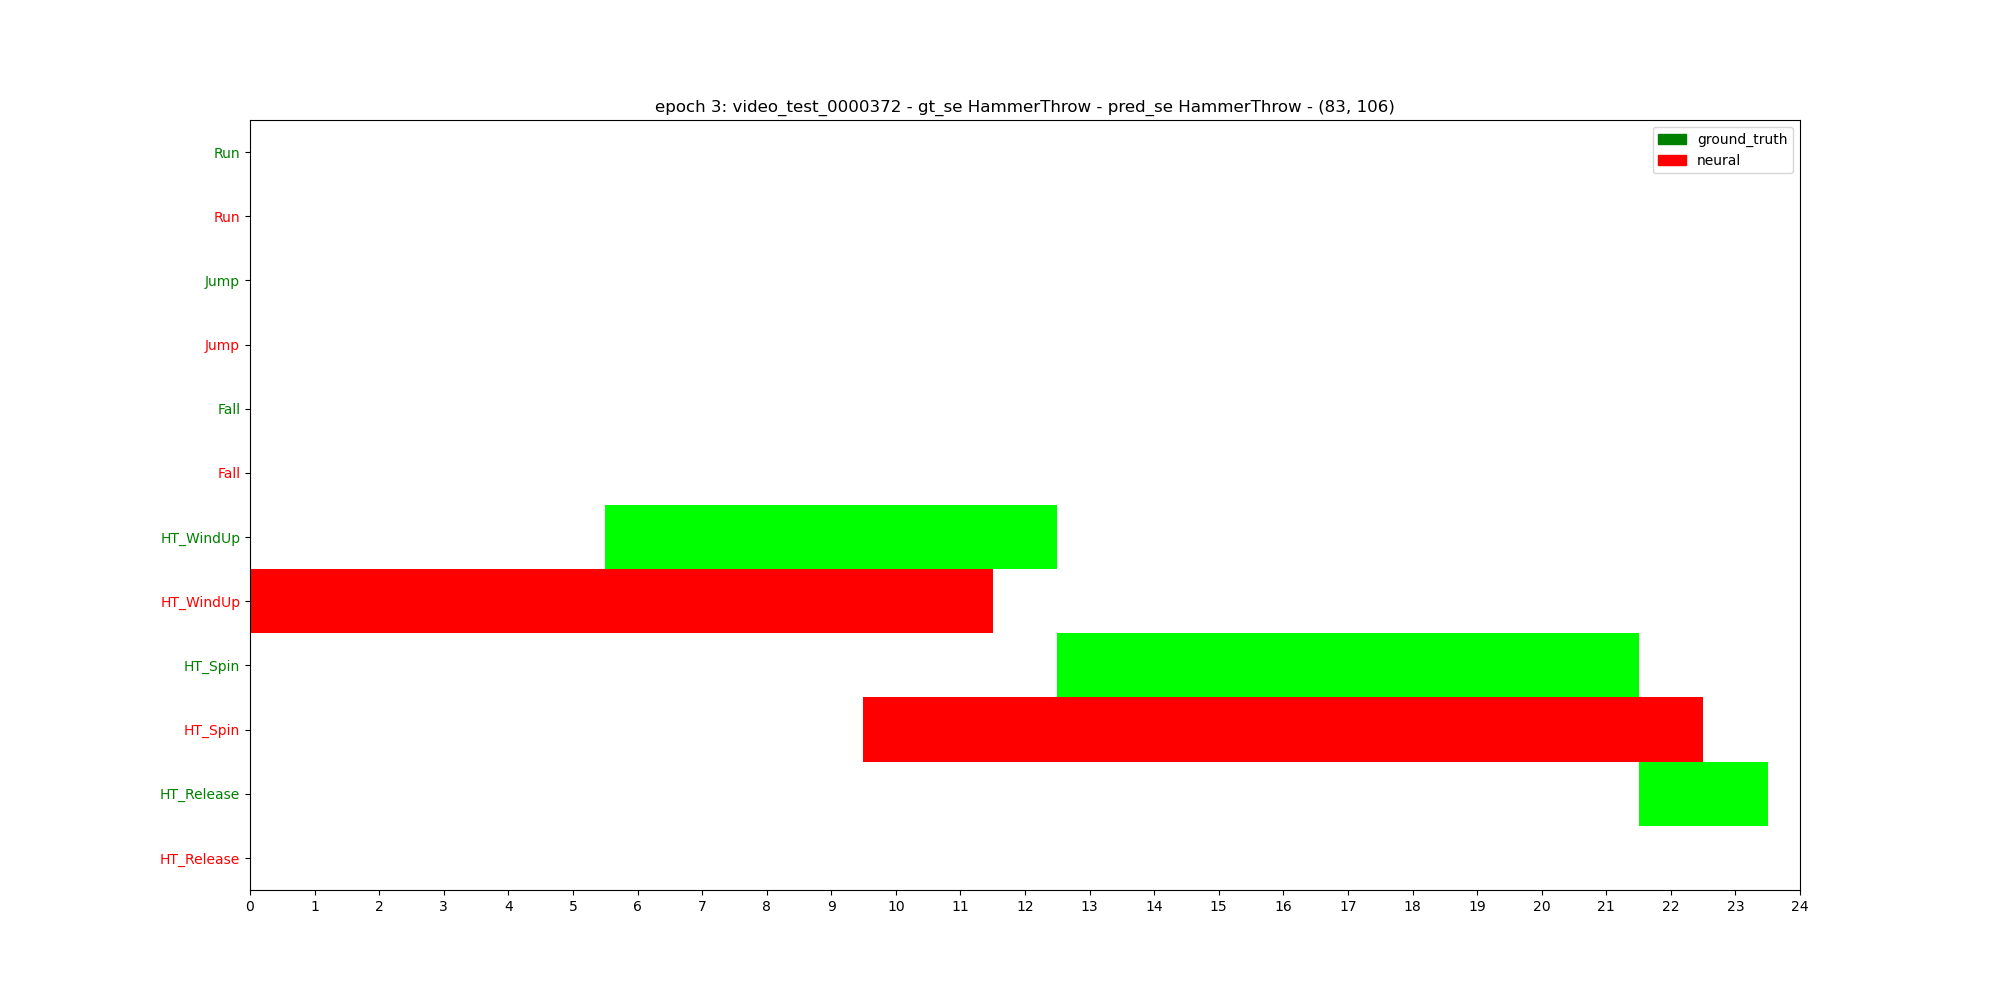 epoch 3: video_test_0000372 - gt_se HammerThrow - pred_se HammerThrow - (83, 106)
ground_truth
neural
Run
Run
Jump
Jump
Fall
Fall
HT_WindUp
HT_WindUp
HT_Spin
HT_Spin
HT_Release
HT_Release
0 1 2 3 4 5 6 7 8 9 10 11 12 13 14 15 16 17 18 19 20 21 22 23 24